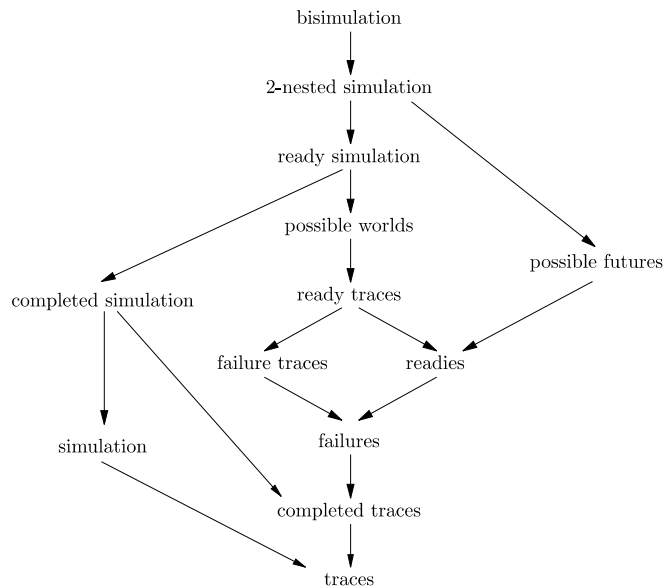 bisimulation
2-nested simulation
ready simulation
possible worlds
possible futures
completed simulation
ready traces
failure traces
readies
simulation
failures
completed traces
traces